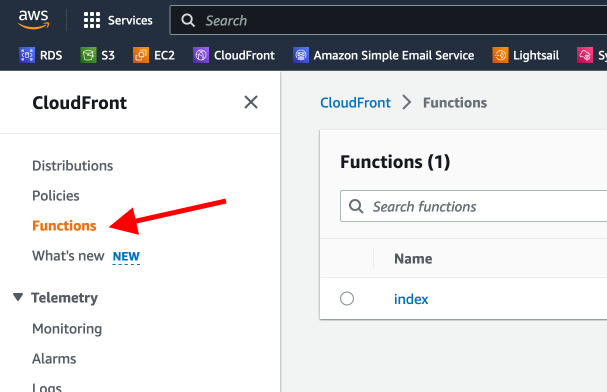 aws
Services
Search
RDS S3 EC2 CloudFront Amazon Simple Email Service Lightsail
CloudFront
Distributions
Policies
Functions
What's new NEW
Telemetry
Monitoring
Alarms
Logs
CloudFront > Functions
Functions (1)
Search functions
Name
index